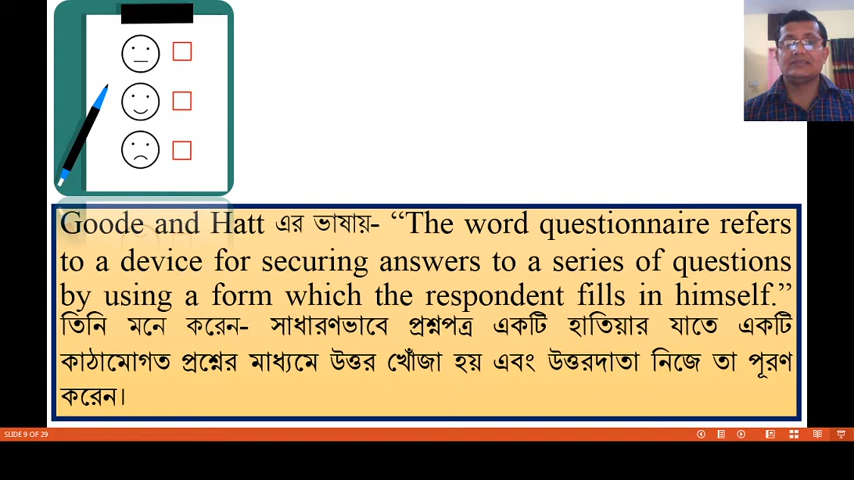 Goode and Hatt এর ভাষায়- “The word questionnaire refers
to a device for securing answers to a series of questions
by using a form which the respondent fills in himself.”
তিনি মনে করেন- সাধারণভাবে প্রশ্নপত্র একটি হাতিয়ার যাতে একটি
কাঠামোগত প্রশ্নের মাধ্যমে উত্তর খোঁজা হয় এবং উত্তরদাতা নিজে তা পূরণ
করেন।
SLIDE 9 OF 29